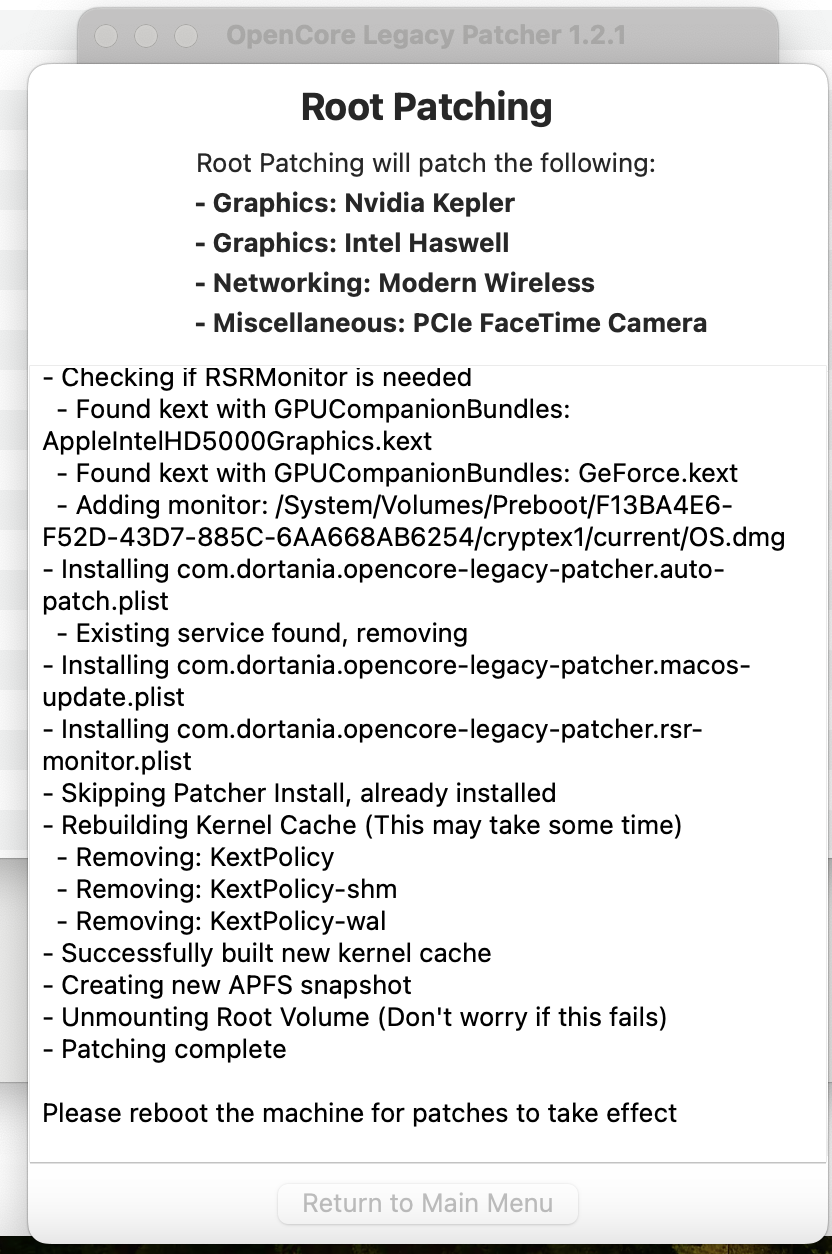 OpenCore Legacy Patcher 1.2.1
Root Patching
Root Patching will patch the following:
- Graphics: Nvidia Kepler
- Graphics: Intel Haswell
- Networking: Modern Wireless
- Miscellaneous: PCIe FaceTime Camera
- Checking if RSRMonitor is needed
- Found kext with GPUCompanionBundles:
AppleIntelHD5000Graphics.kext
- Found kext with GPUCompanionBundles: GeForce.kext
- Adding monitor: /System/Volumes/Preboot/F13BA4E6-
F52D-43D7-885C-6AA668AB6254/cryptex1/current/OS.dmg
- Installing com.dortania.opencore-legacy-patcher.auto-
patch.plist
- Existing service found, removing
- Installing com.dortania.opencore-legacy-patcher.macos-
update.plist
- Installing com.dortania.opencore-legacy-patcher.rsr-
monitor.plist
- Skipping Patcher Install, already installed
- Rebuilding Kernel Cache (This may take some time)
- Removing: KextPolicy
- Removing: KextPolicy-shm
- Removing: KextPolicy-wal
- Successfully built new kernel cache
- Creating new APFS snapshot
- Unmounting Root Volume (Don't worry if this fails)
- Patching complete
Please reboot the machine for patches to take effect
Return to Main Menu